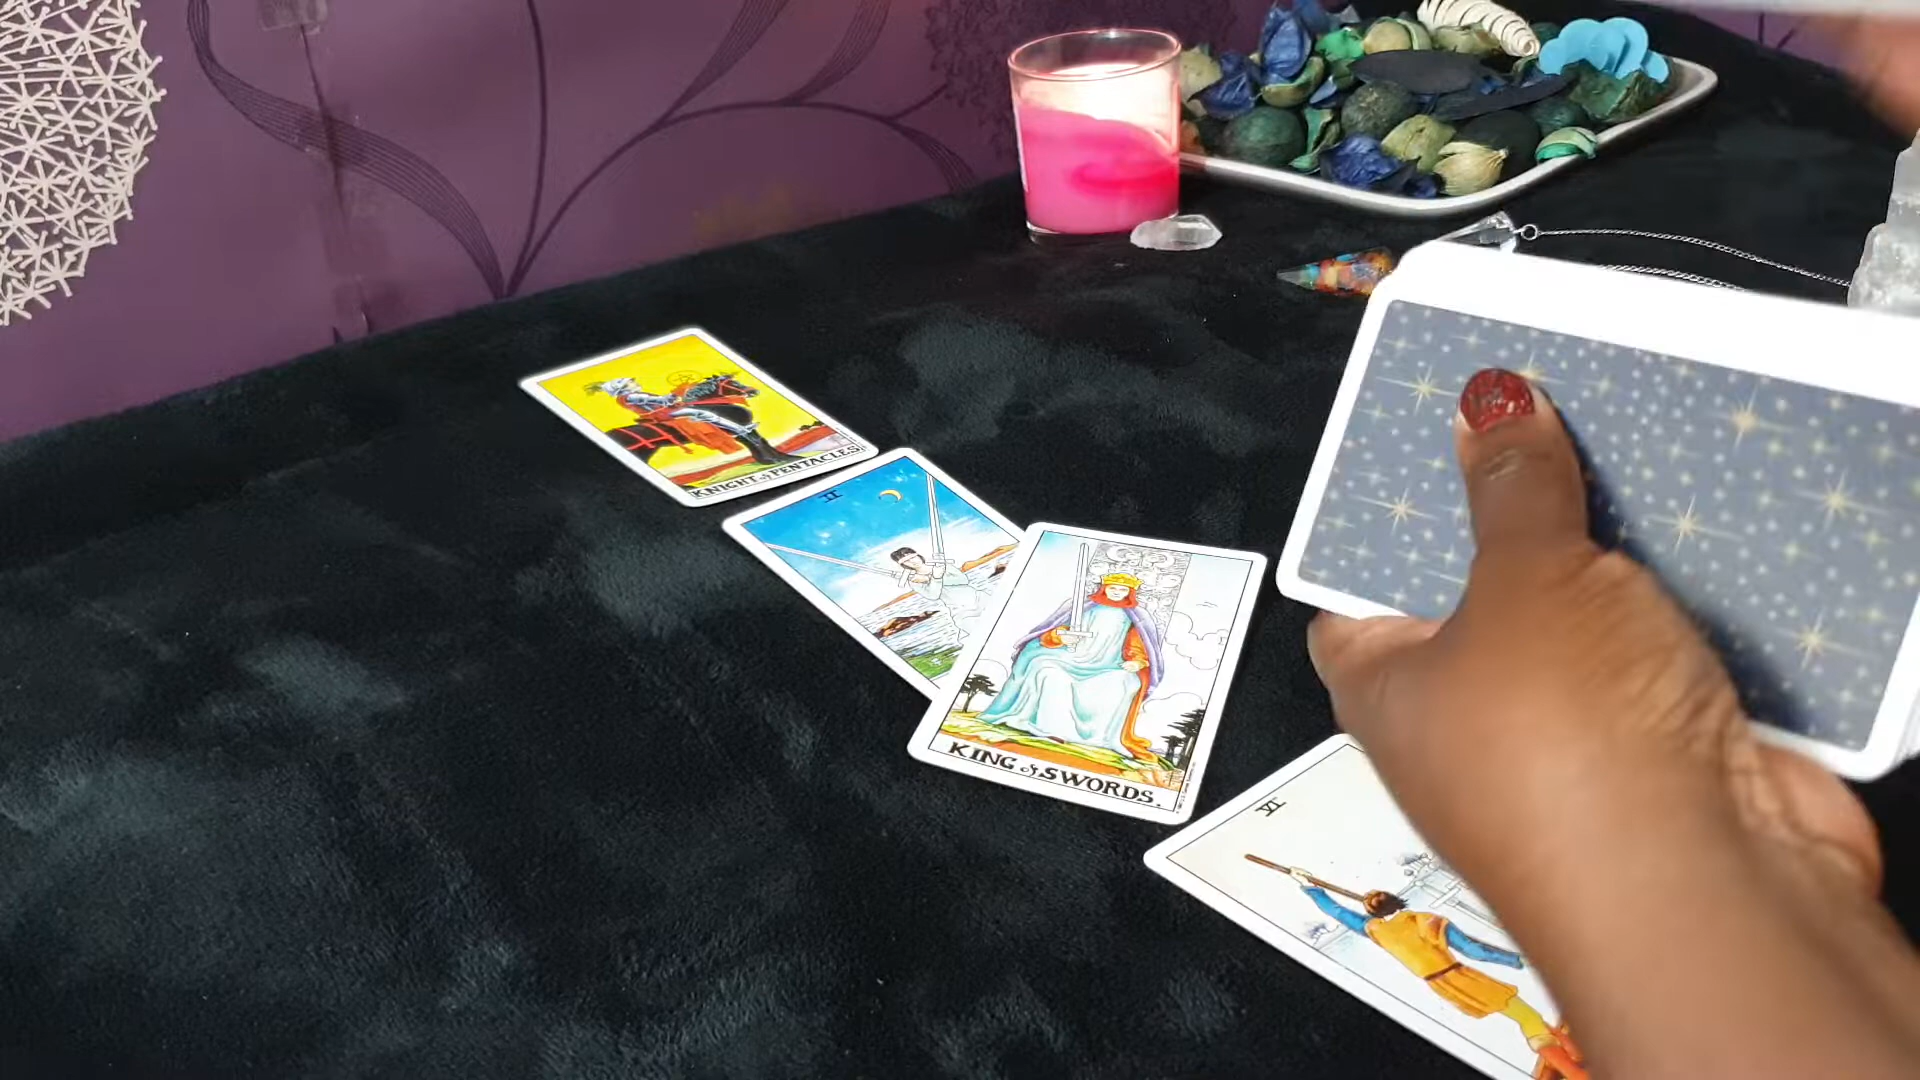 KNIGHT of PENTACLES.
II
KING of SWORDS.
VI